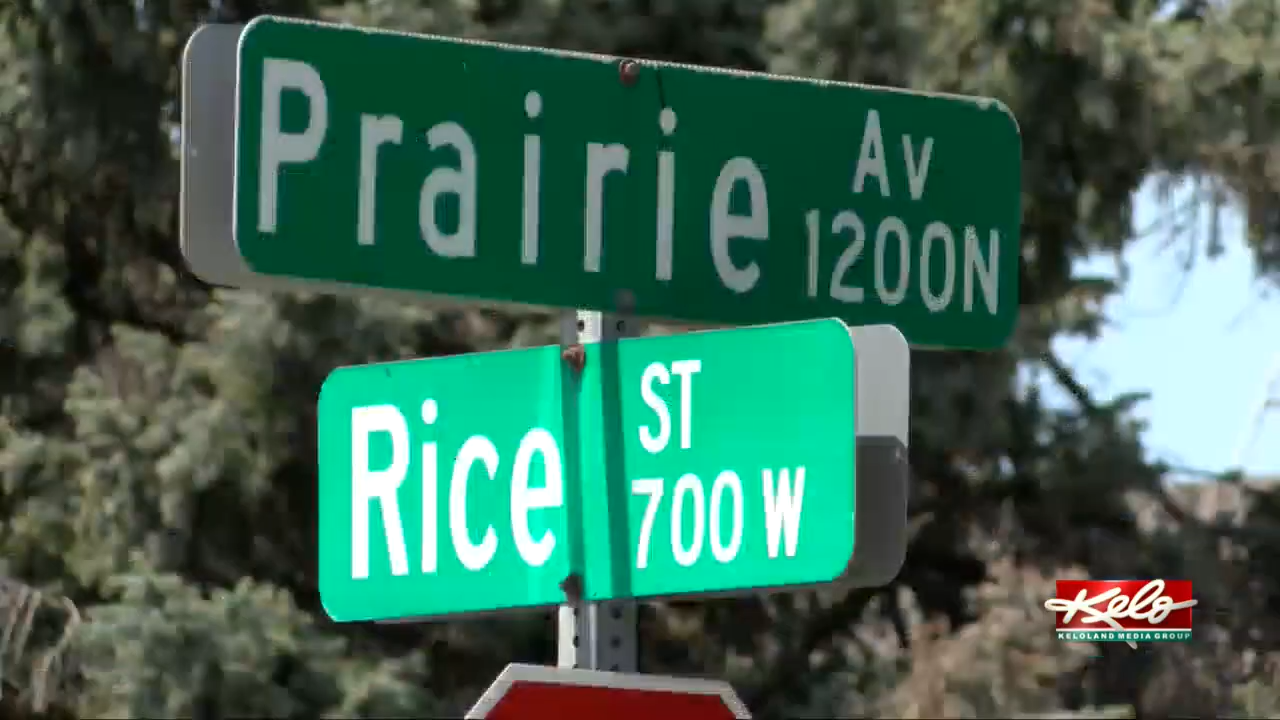 Prairie Av
1200N
Rice ST
700 W
Kelo
KELOLAND MEDIA GROUP